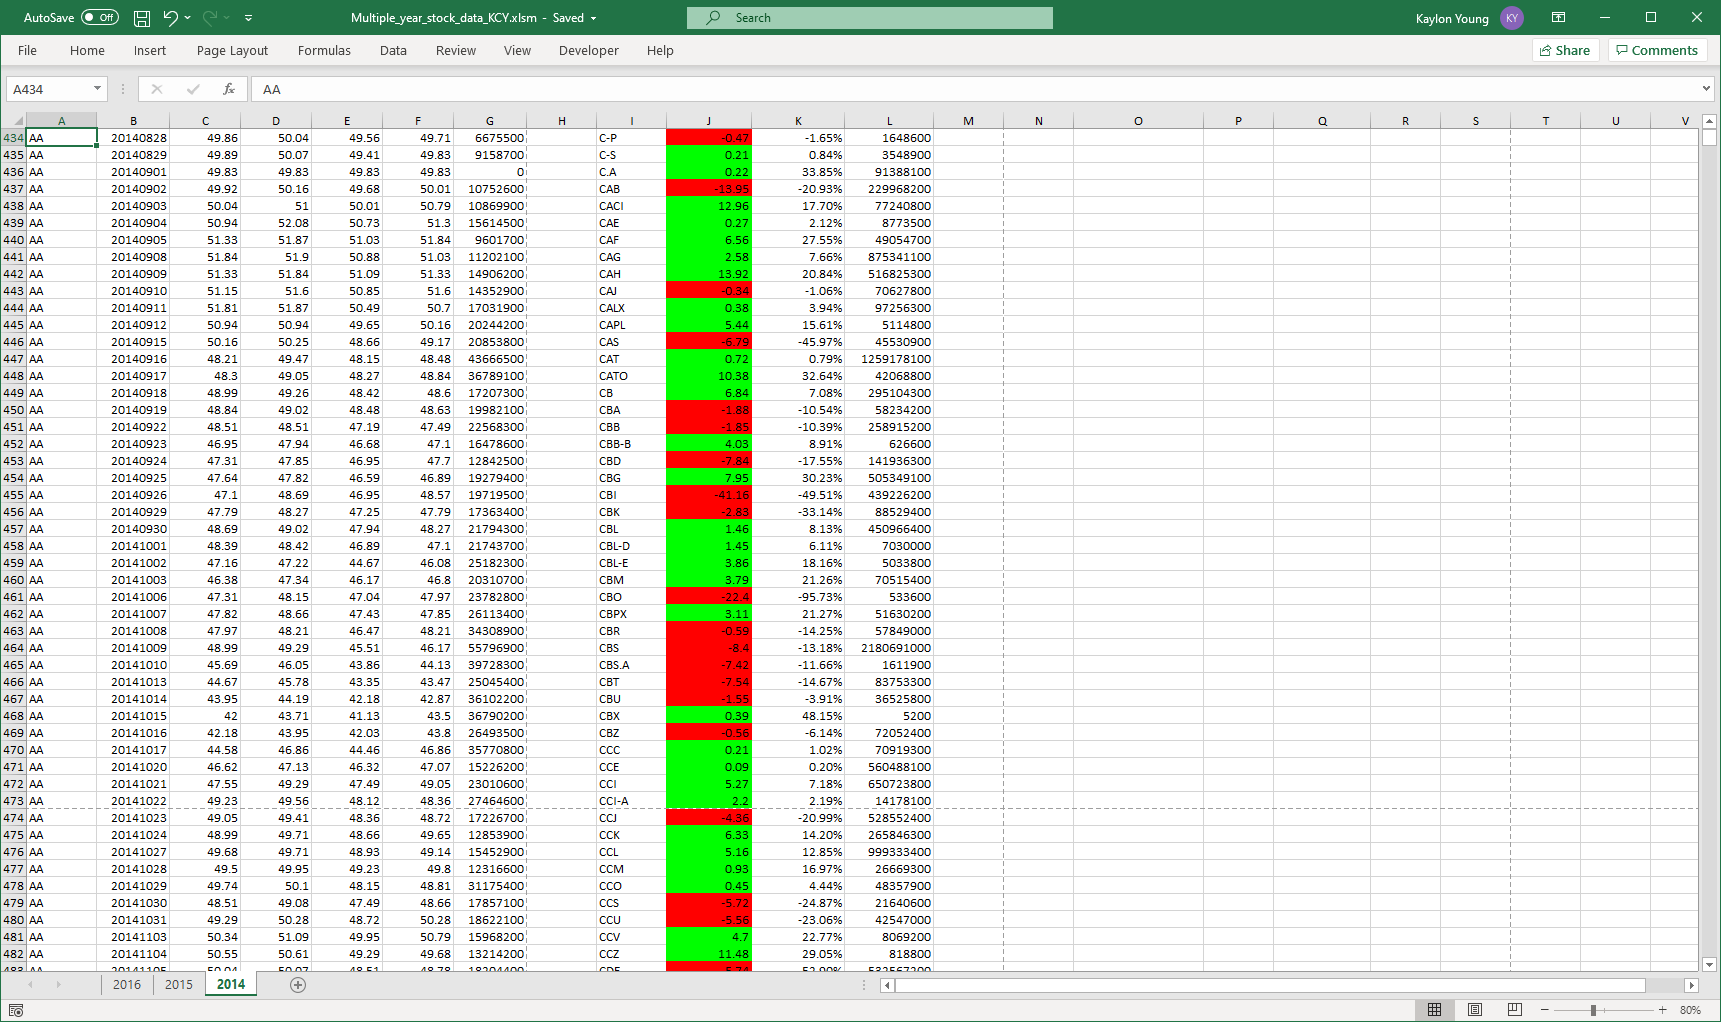 AutoSave Off Multiple_year_stock_data_KCY.xlsm - Saved Search Kaylon Young KY
File Home Insert Page Layout Formulas Data Review View Developer Help Share Comments
A434 fx AA
A B C D E F G H I J K L M N O P Q R S T U V
434 AA 20140828 49.86 50.04 49.56 49.71 6675500 C-P -0.47 -1.65% 1648600
435 AA 20140829 49.89 50.07 49.41 49.83 9158700 C-S 0.21 0.84% 3548900
436 AA 20140901 49.83 49.83 49.83 49.83 0 C.A 0.22 33.85% 91388100
437 AA 20140902 49.92 50.16 49.68 50.01 10752600 CAB -13.95 -20.93% 229968200
438 AA 20140903 50.04 51 50.01 50.79 10869900 CACI 12.96 17.70% 77240800
439 AA 20140904 50.94 52.08 50.73 51.3 15614500 CAE 0.27 2.12% 8773500
440 AA 20140905 51.33 51.87 51.03 51.84 9601700 CAF 6.56 27.55% 49054700
441 AA 20140908 51.84 51.9 50.88 51.03 11202100 CAG 2.58 7.66% 875341100
442 AA 20140909 51.33 51.84 51.09 51.33 14906200 CAH 13.92 20.84% 516825300
443 AA 20140910 51.15 51.6 50.85 51.6 14352900 CAJ -0.34 -1.06% 70627800
444 AA 20140911 51.81 51.87 50.49 50.7 17031900 CALX 0.38 3.94% 97256300
445 AA 20140912 50.94 50.94 49.65 50.16 20244200 CAPL 5.44 15.61% 5114800
446 AA 20140915 50.16 50.25 48.66 49.17 20853800 CAS -6.79 -45.97% 45530900
447 AA 20140916 48.21 49.47 48.15 48.48 43666500 CAT 0.72 0.79% 1259178100
448 AA 20140917 48.3 49.05 48.27 48.84 36789100 CATO 10.38 32.64% 42068800
449 AA 20140918 48.99 49.26 48.42 48.6 17207300 CB 6.84 7.08% 295104300
450 AA 20140919 48.84 49.02 48.48 48.63 19982100 CBA -1.88 -10.54% 58234200
451 AA 20140922 48.51 48.51 47.19 47.49 22568300 CBB -1.85 -10.39% 258915200
452 AA 20140923 46.95 47.94 46.68 47.1 16478600 CBB-B 4.03 8.91% 626600
453 AA 20140924 47.31 47.85 46.95 47.7 12842500 CBD -7.84 -17.55% 141936300
454 AA 20140925 47.64 47.82 46.59 46.89 19279400 CBG 7.95 30.23% 505349100
455 AA 20140926 47.1 48.69 46.95 48.57 19719500 CBI -41.16 -49.51% 439226200
456 AA 20140929 47.79 48.27 47.25 47.79 17363400 CBK -2.83 -33.14% 88529400
457 AA 20140930 48.69 49.02 47.94 48.27 21794300 CBL 1.46 8.13% 450966400
458 AA 20141001 48.39 48.42 46.89 47.1 21743700 CBL-D 1.45 6.11% 7030000
459 AA 20141002 47.16 47.22 44.67 46.08 25182300 CBL-E 3.86 18.16% 5033800
460 AA 20141003 46.38 47.34 46.17 46.8 20310700 CBM 3.79 21.26% 70515400
461 AA 20141006 47.31 48.15 47.04 47.97 23782800 CBO -22.4 -95.73% 533600
462 AA 20141007 47.82 48.66 47.43 47.85 26113400 CBPX 3.11 21.27% 51630200
463 AA 20141008 47.97 48.21 46.47 48.21 34308900 CBR -0.59 -14.25% 57849000
464 AA 20141009 48.99 49.29 45.51 46.17 55796900 CBS -8.4 -13.18% 2180691000
465 AA 20141010 45.69 46.05 43.86 44.13 39728300 CBS.A -7.42 -11.66% 1611900
466 AA 20141013 44.67 45.78 43.35 43.47 25045400 CBT -7.54 -14.67% 83753300
467 AA 20141014 43.95 44.19 42.18 42.87 36102200 CBU -1.55 -3.91% 36525800
468 AA 20141015 42 43.71 41.13 43.5 36790200 CBX 0.39 48.15% 5200
469 AA 20141016 42.18 43.95 42.03 43.8 26493500 CBZ -0.56 -6.14% 72052400
470 AA 20141017 44.58 46.86 44.46 46.86 35770800 CCC 0.21 1.02% 70919300
471 AA 20141020 46.62 47.13 46.32 47.07 15226200 CCE 0.09 0.20% 560488100
472 AA 20141021 47.55 49.29 47.49 49.05 23010600 CCI 5.27 7.18% 650723800
473 AA 20141022 49.23 49.56 48.12 48.36 27464600 CCI-A 2.2 2.19% 14178100
474 AA 20141023 49.05 49.41 48.36 48.72 17226700 CCJ -4.36 -20.99% 528552400
475 AA 20141024 48.99 49.71 48.66 49.65 12853900 CCK 6.33 14.20% 265846300
476 AA 20141027 49.68 49.71 48.93 49.14 15452900 CCL 5.16 12.85% 999333400
477 AA 20141028 49.5 49.95 49.23 49.8 12316600 CCM 0.93 16.97% 26669300
478 AA 20141029 49.74 50.1 48.15 48.81 31175400 CCO 0.45 4.44% 48357900
479 AA 20141030 48.51 49.08 47.49 48.66 17857100 CCS -5.72 -24.87% 21640600
480 AA 20141031 49.29 50.28 48.72 50.28 18622100 CCU -5.56 -23.06% 42547000
481 AA 20141103 50.34 51.09 49.95 50.79 15968200 CCV 4.7 22.77% 8069200
482 AA 20141104 50.55 50.61 49.29 49.68 13214200 CCZ 11.48 29.05% 818800
2016 2015 2014
80%